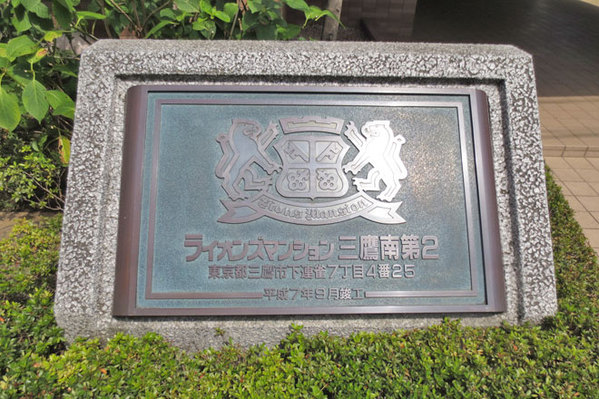 Lions Mansion
ライオンズマンション 三鷹南第2
東京都三鷹市下連雀7丁目4番25
平成7年9月竣工